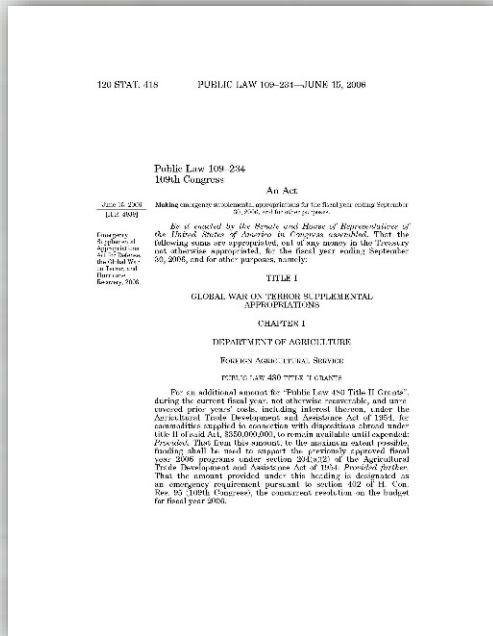 120 STAT. 418 PUBLIC LAW 109–234—JUNE 15, 2006
Public Law 109–234
109th Congress
An Act
June 15, 2006
[H.R. 4939]
Making emergency supplemental appropriations for the fiscal year ending September
30, 2006, and for other purposes.
Emergency
Supplemental
Appropriations
Act for Defense,
the Global War
on Terror, and
Hurricane
Recovery, 2006.
Be it enacted by the Senate and House of Representatives of
the United States of America in Congress assembled, That the
following sums are appropriated, out of any money in the Treasury
not otherwise appropriated, for the fiscal year ending September
30, 2006, and for other purposes, namely:
TITLE I
GLOBAL WAR ON TERROR SUPPLEMENTAL
APPROPRIATIONS
CHAPTER 1
DEPARTMENT OF AGRICULTURE
FOREIGN AGRICULTURAL SERVICE
PUBLIC LAW 480 TITLE II GRANTS
For an additional amount for "Public Law 480 Title II Grants",
during the current fiscal year, not otherwise recoverable, and unre-
covered prior years' costs, including interest thereon, under the
Agricultural Trade Development and Assistance Act of 1954, for
commodities supplied in connection with dispositions abroad under
title II of said Act, $350,000,000, to remain available until expended:
Provided, That from this amount, to the maximum extent possible,
funding shall be used to support the previously approved fiscal
year 2006 programs under section 204(a)(2) of the Agricultural
Trade Development and Assistance Act of 1954: Provided further,
That the amount provided under this heading is designated as
an emergency requirement pursuant to section 402 of H. Con.
Res. 95 (109th Congress), the concurrent resolution on the budget
for fiscal year 2006.